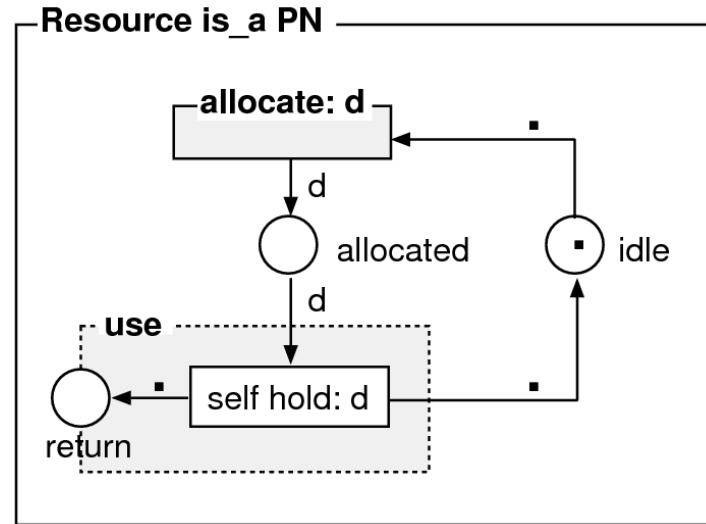 Resource is_a PN
allocate: d
d
allocated
idle
d
use
self hold: d
return